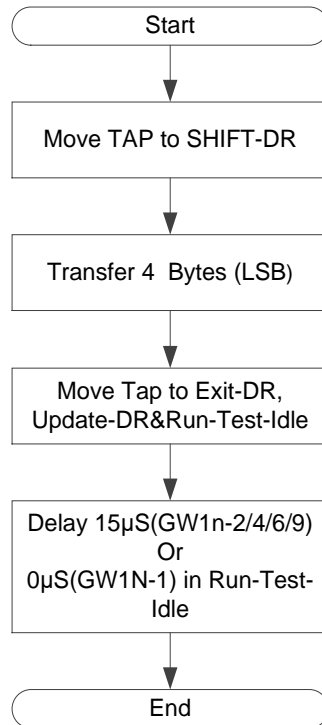 Start
Move TAP to SHIFT-DR
Transfer 4 Bytes (LSB)
Move Tap to Exit-DR,
Update-DR&Run-Test-Idle
Delay 15µS(GW1n-2/4/6/9)
Or
0µS(GW1N-1) in Run-Test-
Idle
End